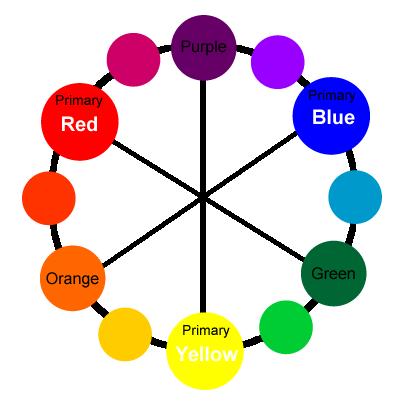 Purple
Primary
Red
Primary
Blue
Orange
Green
Primary
Yellow